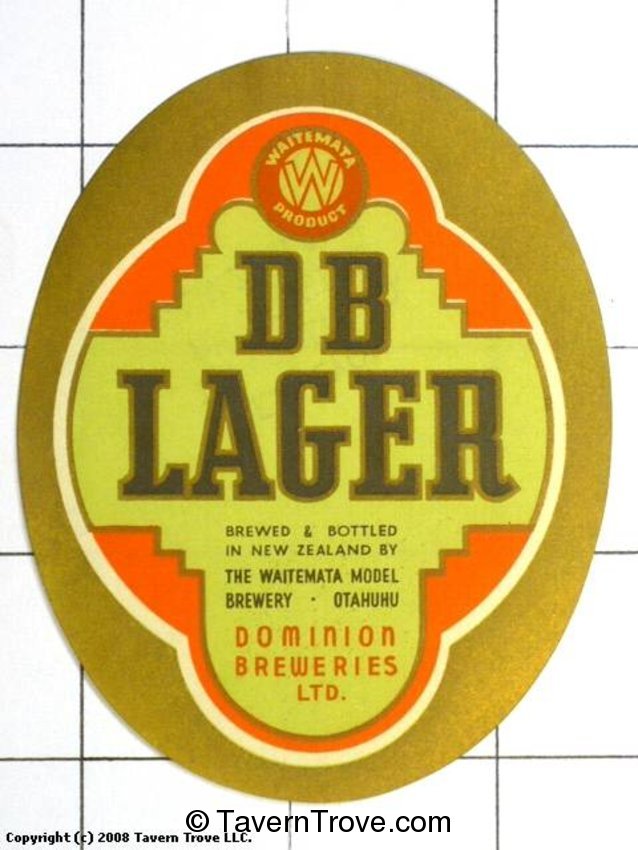 WAITEMATA
W
PRODUCT
DB
LAGER
BREWED & BOTTLED
IN NEW ZEALAND BY
THE WAITEMATA MODEL
BREWERY · OTAHUHU
DOMINION
BREWERIES
LTD.
© TavernTrove.com
Copyright (c) 2008 Tavern Trove LLC.